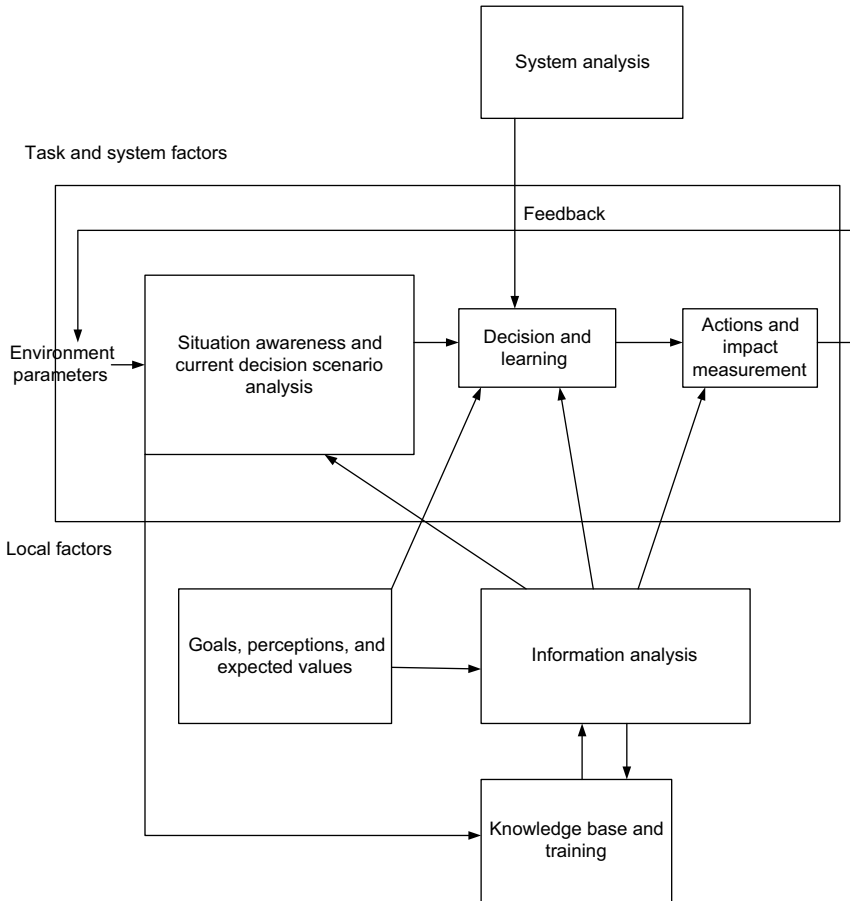 System analysis
Task and system factors
Feedback
Environment
parameters
Situation awareness and
current decision scenario
analysis
Decision and
learning
Actions and
impact
measurement
Local factors
Goals, perceptions, and
expected values
Information analysis
Knowledge base and
training